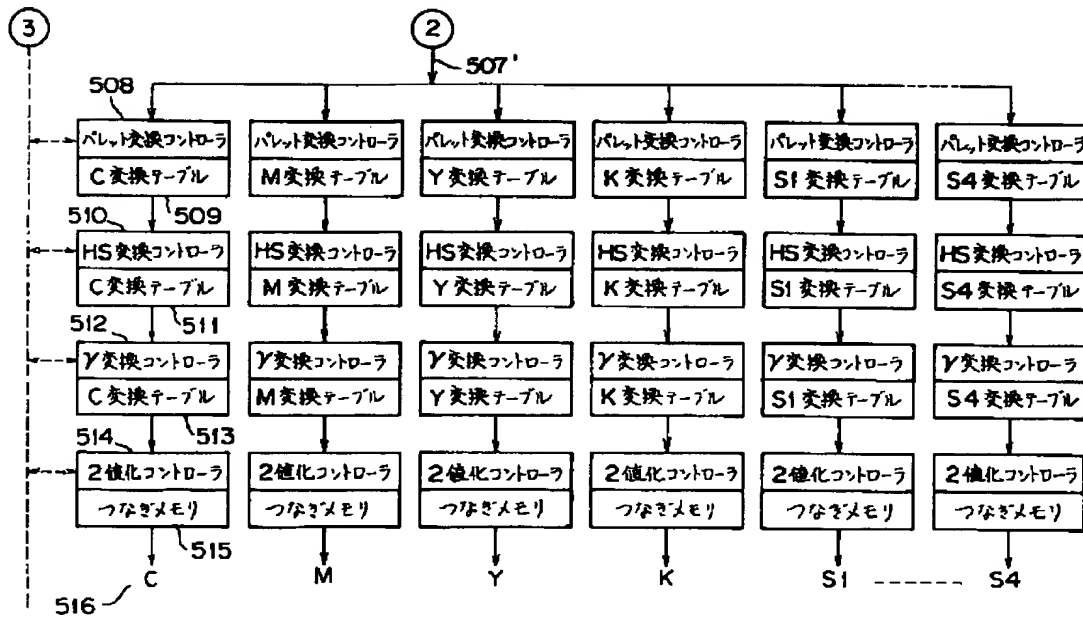 3
2
507'
508
パレット変換コントローラ パレット変換コントローラ パレット変換コントローラ パレット変換コントローラ パレット変換コントローラ パレット変換コントローラ
C変換テーブル M変換テーブル Y変換テーブル K変換テーブル S1変換テーブル S4変換テーブル
509
510
HS変換コントローラ HS変換コントローラ HS変換コントローラ HS変換コントローラ HS変換コントローラ HS変換コントローラ
C変換テーブル M変換テーブル Y変換テーブル K変換テーブル S1変換テーブル S4変換テーブル
511
512
γ変換コントローラ γ変換コントローラ γ変換コントローラ γ変換コントローラ γ変換コントローラ γ変換コントローラ
C変換テーブル M変換テーブル Y変換テーブル K変換テーブル S1変換テーブル S4変換テーブル
513
514
2値化コントローラ 2値化コントローラ 2値化コントローラ 2値化コントローラ 2値化コントローラ 2値化コントローラ
つなぎメモリ つなぎメモリ つなぎメモリ つなぎメモリ つなぎメモリ つなぎメモリ
515
C M Y K S1 S4
516